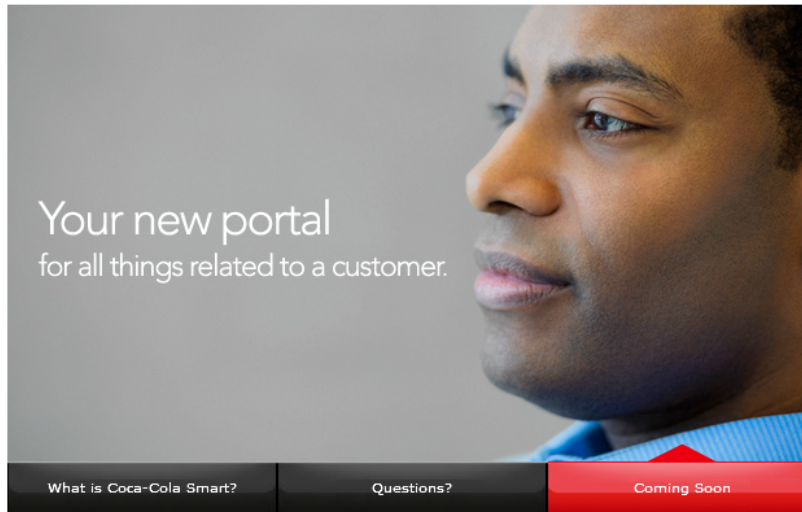 Your new portal
for all things related to a customer.
What is Coca-Cola Smart?
Questions?
Coming Soon